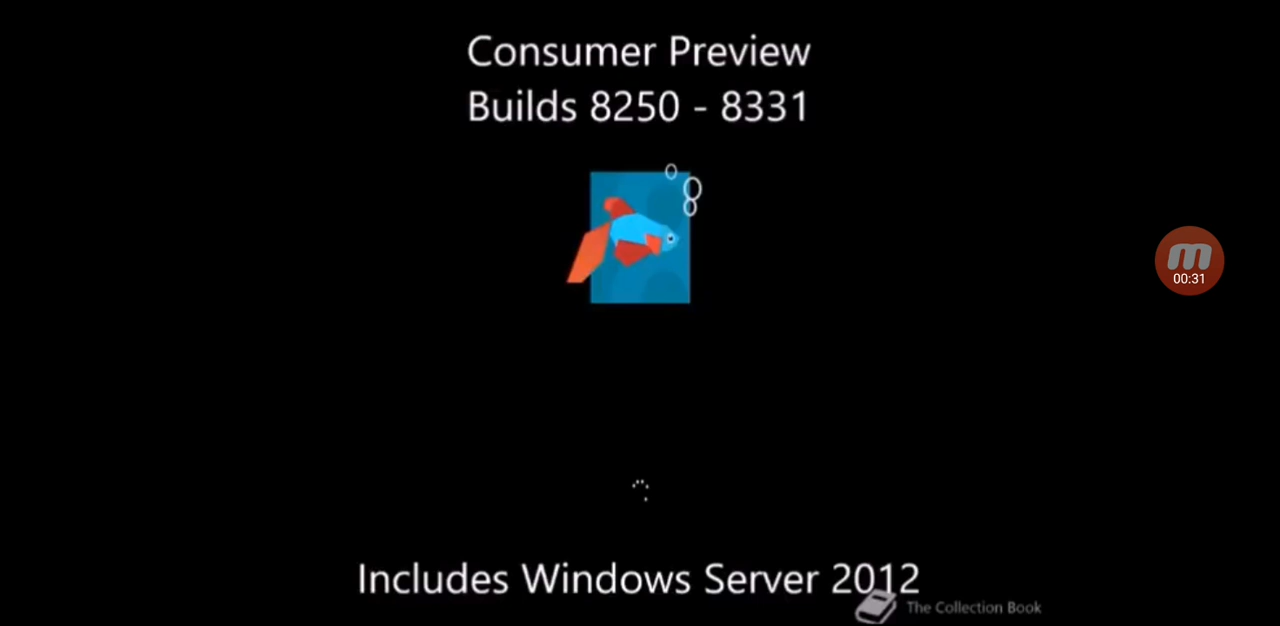 Consumer Preview
Builds 8250 - 8331
m
00:31
Includes Windows Server 2012
The Collection Book